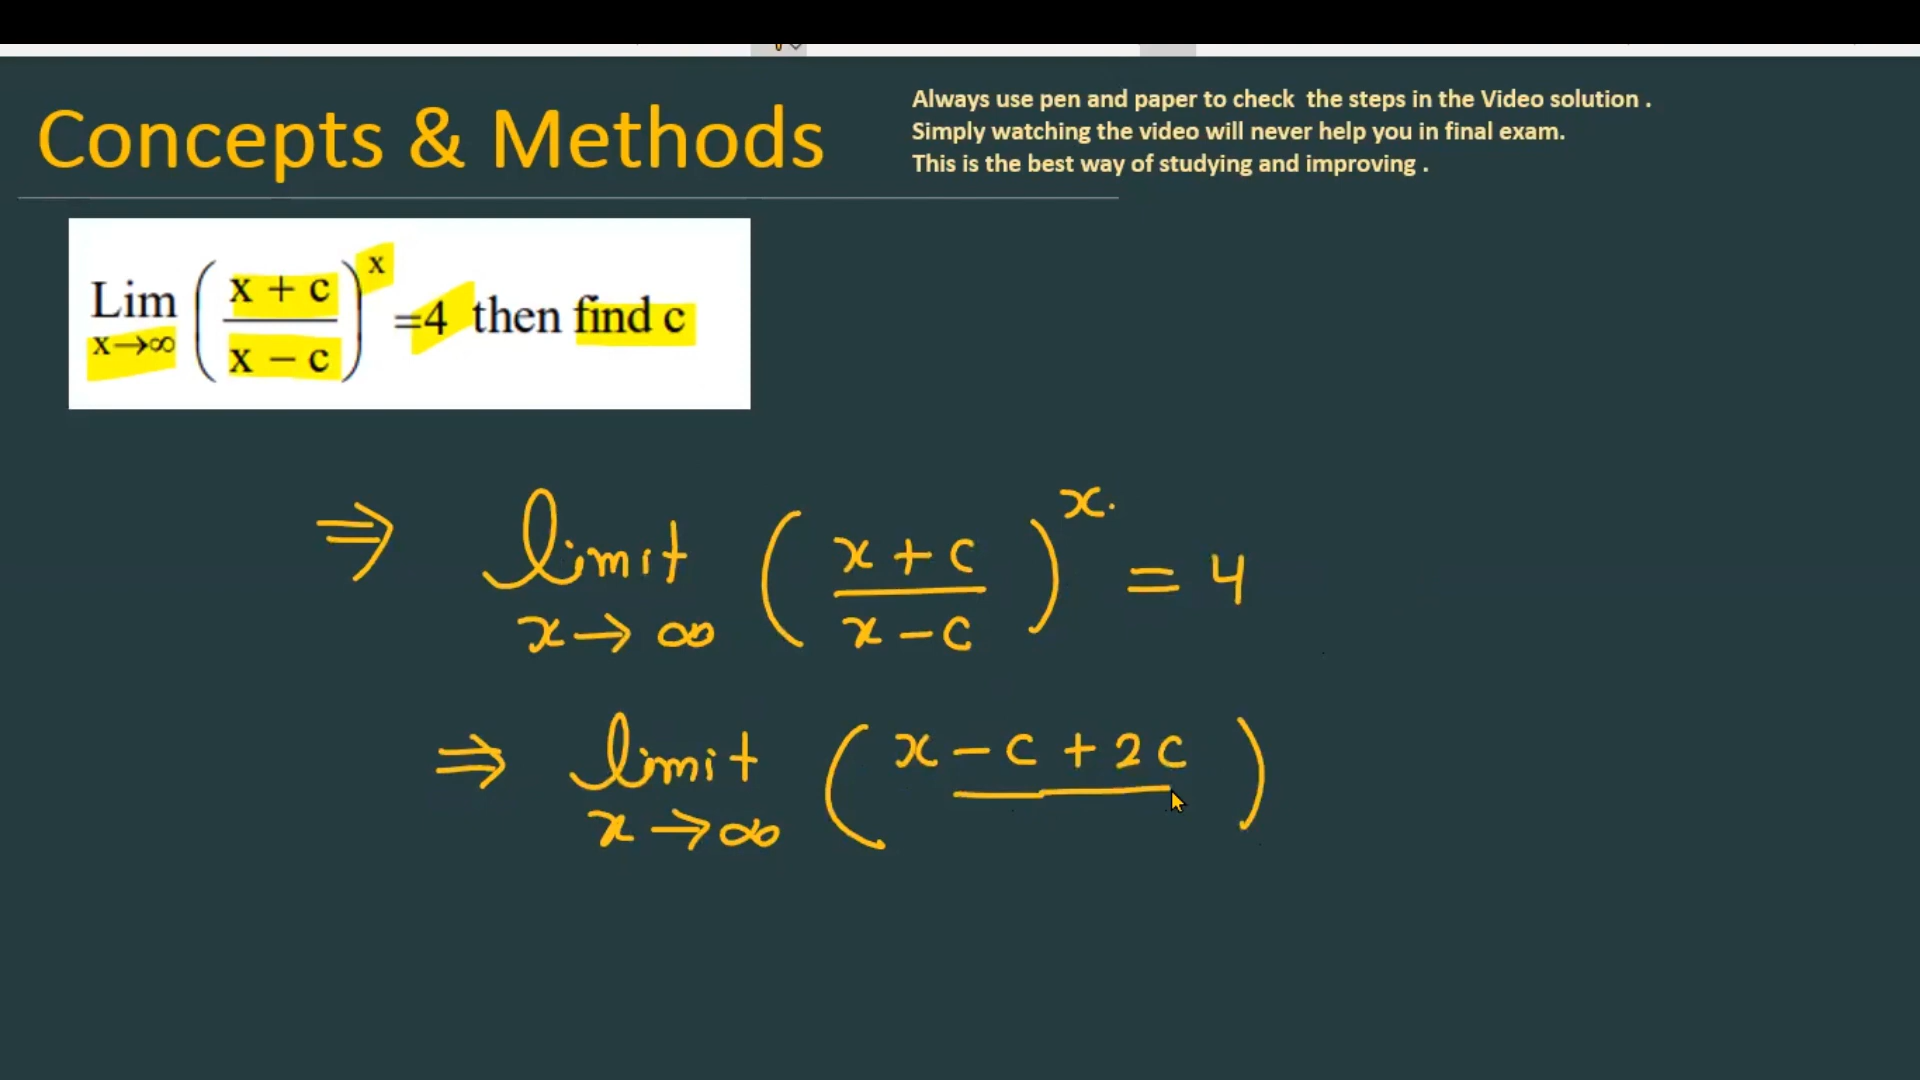 Concepts & Methods
Always use pen and paper to check the steps in the Video solution .
Simply watching the video will never help you in final exam.
This is the best way of studying and improving .
Lim x→∞ ( x + c / x − c )^x =4 then find c
⇒ limit x→∞ ( x + c / x − c )^x. = 4
⇒ limit x→∞ ( x − c + 2c )